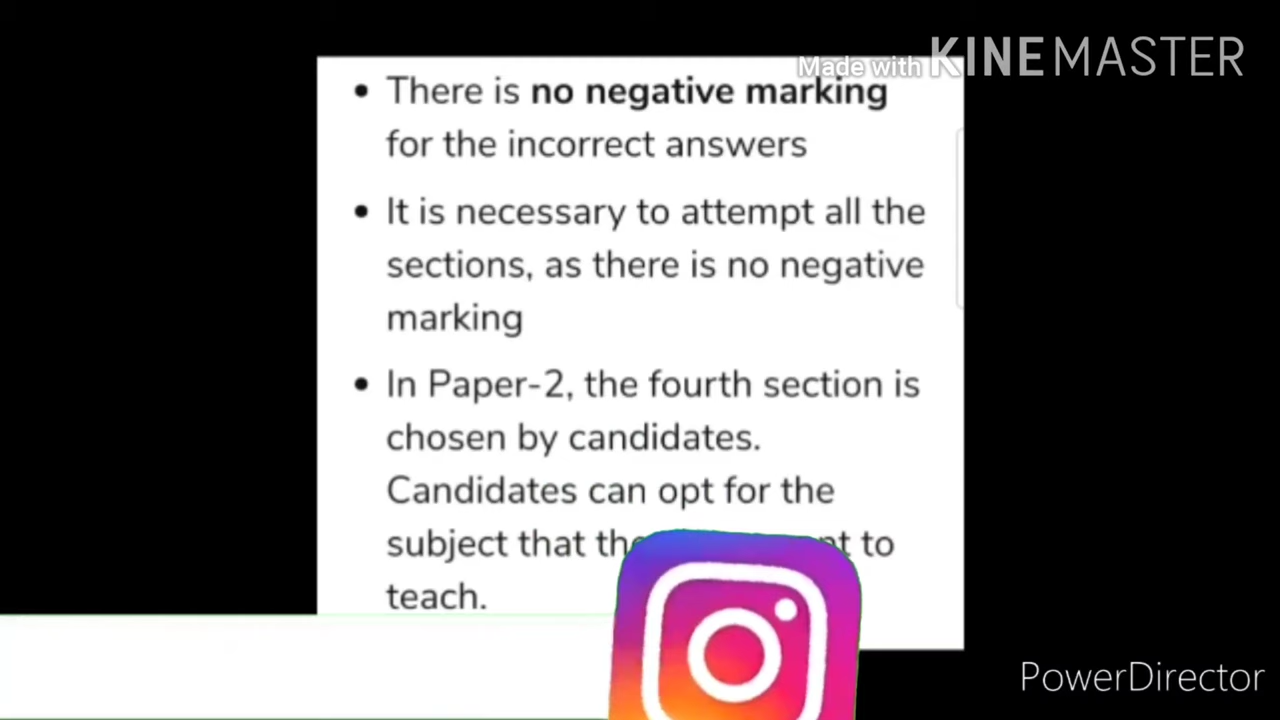 Made with KINEMASTER
• There is no negative marking
for the incorrect answers
• It is necessary to attempt all the
sections, as there is no negative
marking
• In Paper-2, the fourth section is
chosen by candidates.
Candidates can opt for the
subject that to
teach.
PowerDirector